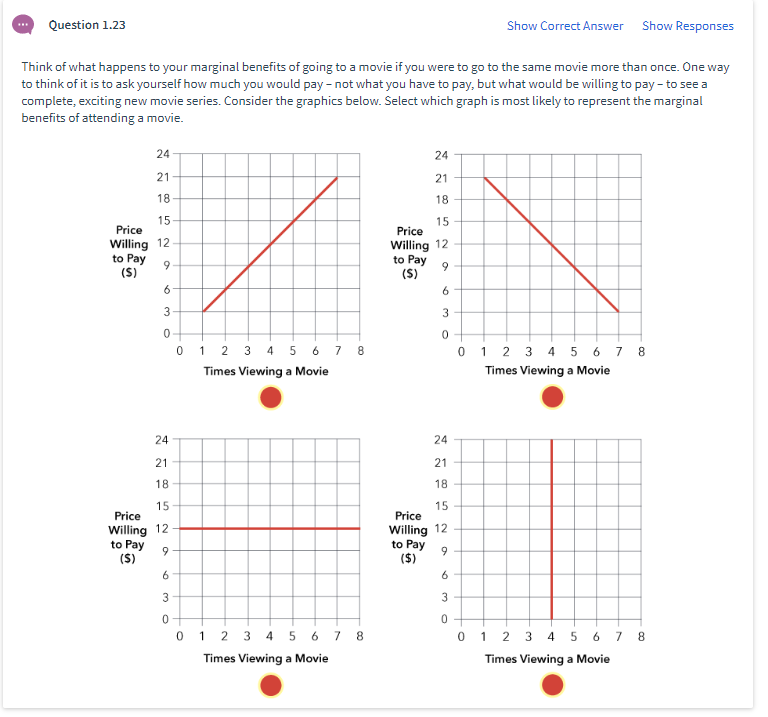 Question 1.23
Show Correct Answer Show Responses
Think of what happens to your marginal benefits of going to a movie if you were to go to the same movie more than once. One way
to think of it is to ask yourself how much you would pay – not what you have to pay, but what would be willing to pay – to see a
complete, exciting new movie series. Consider the graphics below. Select which graph is most likely to represent the marginal
benefits of attending a movie.
24
21
18
15
12
9
6
3
0
Price
Willing
to Pay
($)
0 1 2 3 4 5 6 7 8
Times Viewing a Movie
24
21
18
15
12
9
6
3
0
Price
Willing
to Pay
($)
0 1 2 3 4 5 6 7 8
Times Viewing a Movie
24
21
18
15
12
9
6
3
0
Price
Willing
to Pay
($)
0 1 2 3 4 5 6 7 8
Times Viewing a Movie
24
21
18
15
12
9
6
3
0
Price
Willing
to Pay
($)
0 1 2 3 4 5 6 7 8
Times Viewing a Movie